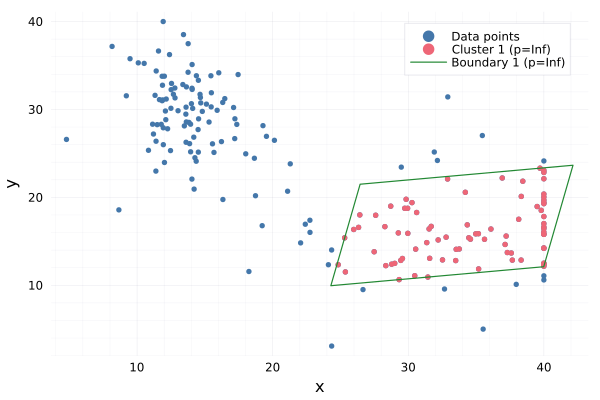 40
Data points
Cluster 1 (p=Inf)
Boundary 1 (p=Inf)
30
y
20
10
10 20 30 40
x